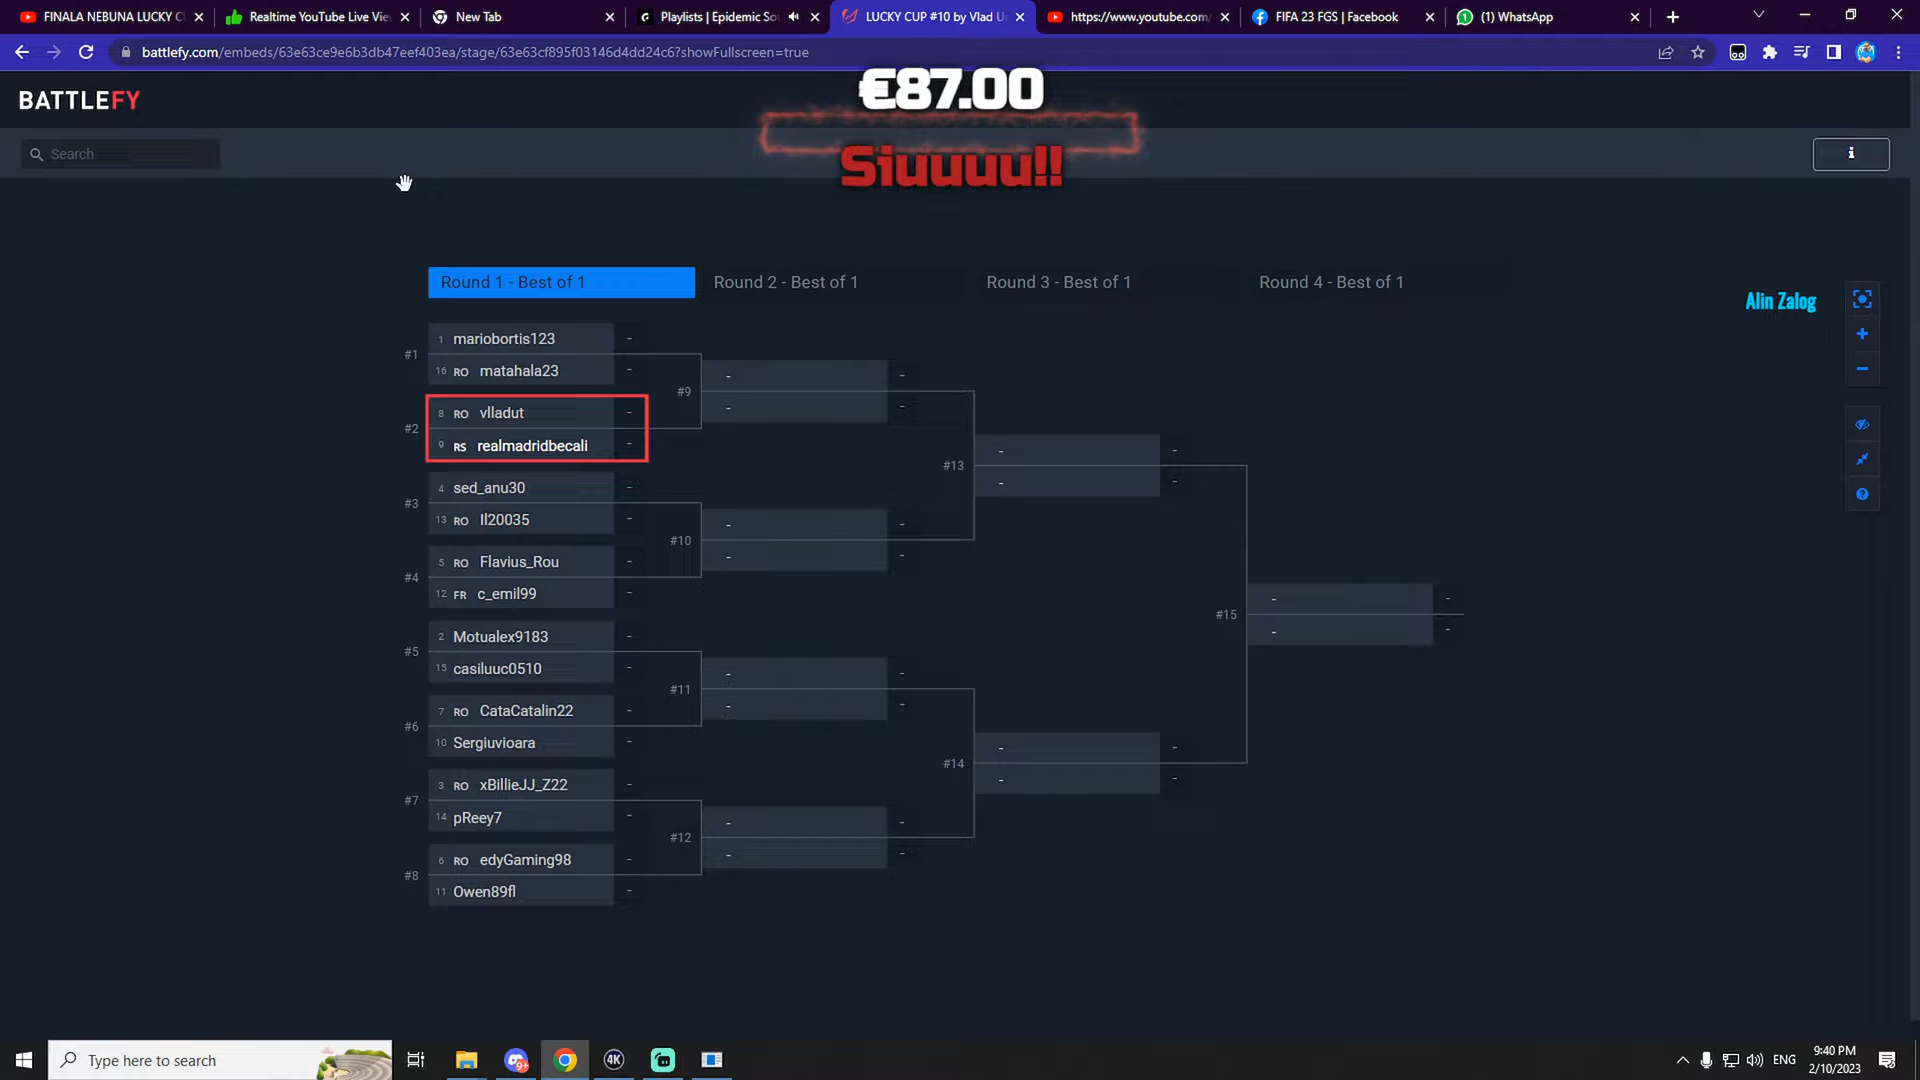 FINALA NEBUNA LUCKY C
Realtime YouTube Live Vie
New Tab
Playlists | Epidemic So
LUCKY CUP #10 by Vlad U
https://www.youtube.com/
FIFA 23 FGS | Facebook
(1) WhatsApp
battlefy.com/embeds/63e63ce9e6b3db47eef403ea/stage/63e63cf895f03146d4dd24c6?showFullscreen=true
€87.00
BATTLEFY
Siuuuu!!
Search
i
Round 1 - Best of 1
Round 2 - Best of 1
Round 3 - Best of 1
Round 4 - Best of 1
Alin Zalog
#1
1 mariobortis123 -
16 RO matahala23 -
#2
8 RO vlladut -
9 RS realmadridbecali -
#3
4 sed_anu30 -
13 RO Il20035 -
#4
5 RO Flavius_Rou -
12 FR c_emil99 -
#5
2 Motualex9183 -
15 casiluuc0510 -
#6
7 RO CataCatalin22 -
10 Sergiuvioara -
#7
3 RO xBillieJJ_Z22 -
14 pReey7 -
#8
6 RO edyGaming98 -
11 Owen89fl -
#9
- -
- -
#10
- -
- -
#11
- -
- -
#12
- -
- -
#13
- -
- -
#14
- -
- -
#15
- -
- -
Type here to search
9+
4K
ENG
9:40 PM
2/10/2023